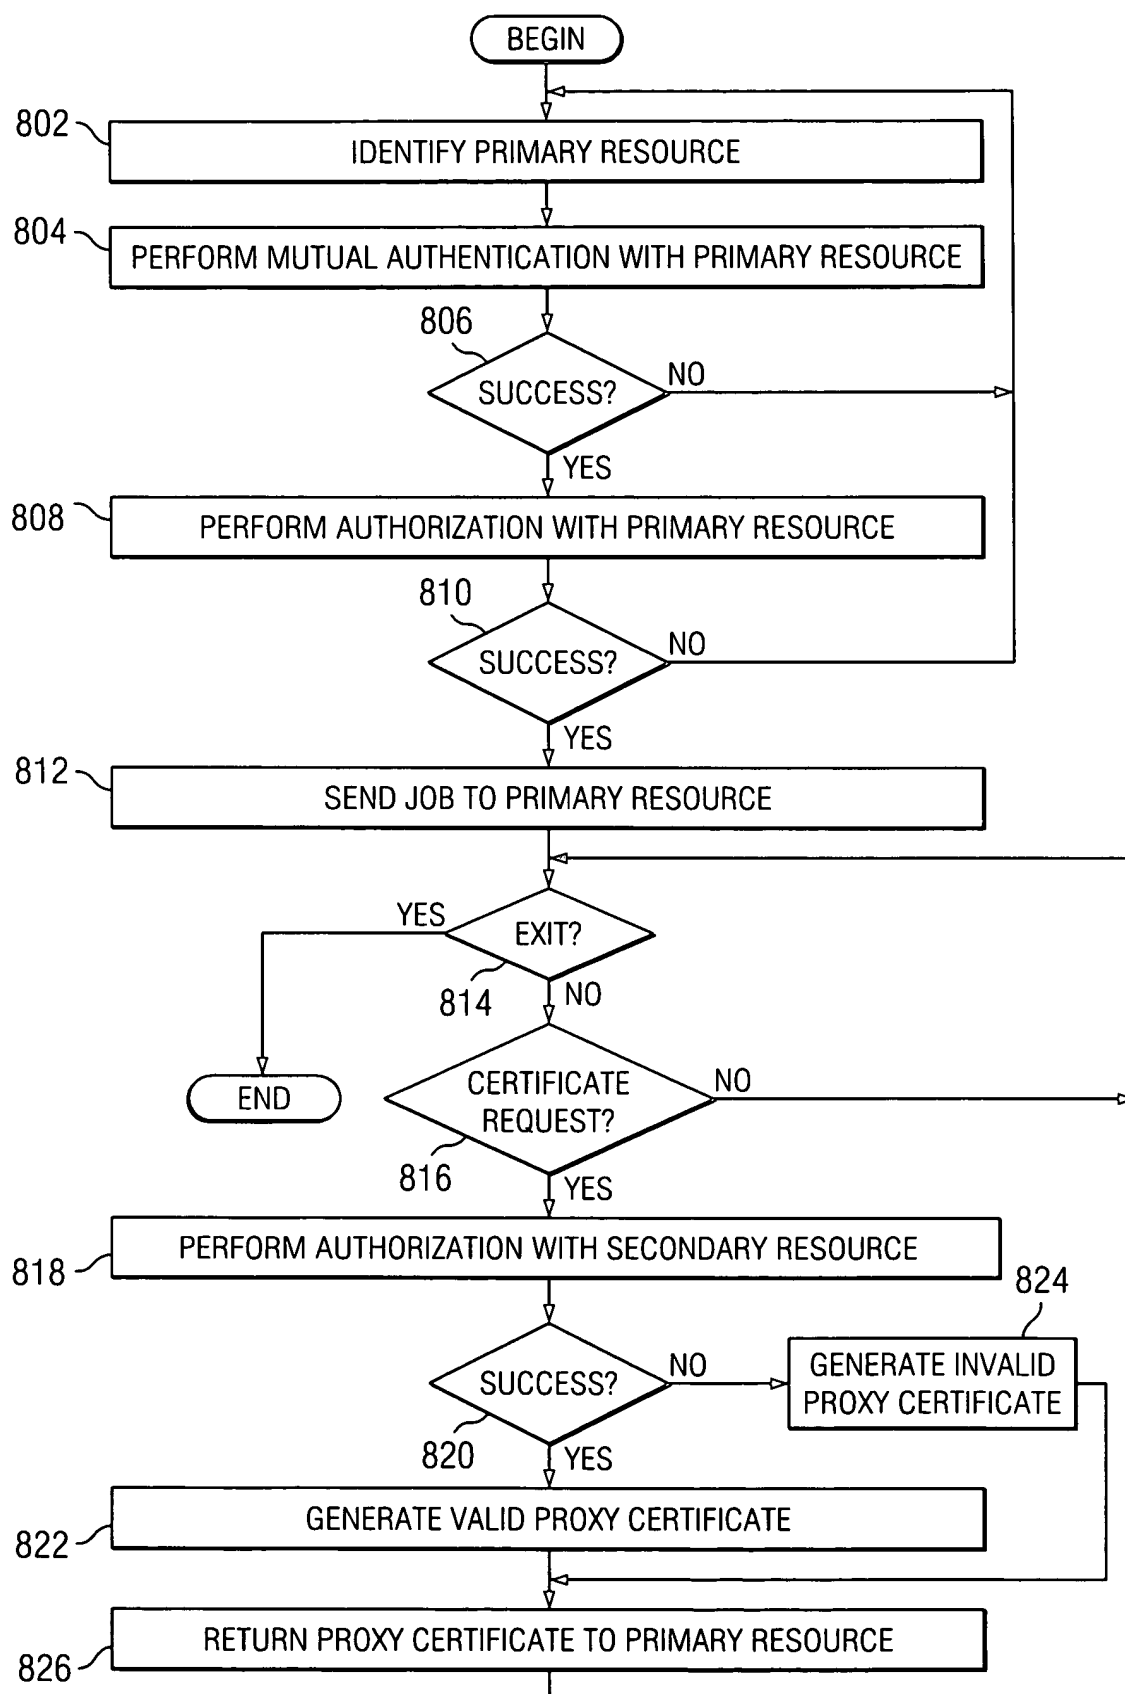 BEGIN
802
IDENTIFY PRIMARY RESOURCE
804
PERFORM MUTUAL AUTHENTICATION WITH PRIMARY RESOURCE
806
SUCCESS?
NO
YES
808
PERFORM AUTHORIZATION WITH PRIMARY RESOURCE
810
SUCCESS?
NO
YES
812
SEND JOB TO PRIMARY RESOURCE
YES
EXIT?
814
NO
END
CERTIFICATE
REQUEST?
NO
816
YES
818
PERFORM AUTHORIZATION WITH SECONDARY RESOURCE
824
SUCCESS?
NO
GENERATE INVALID
PROXY CERTIFICATE
820
YES
822
GENERATE VALID PROXY CERTIFICATE
826
RETURN PROXY CERTIFICATE TO PRIMARY RESOURCE